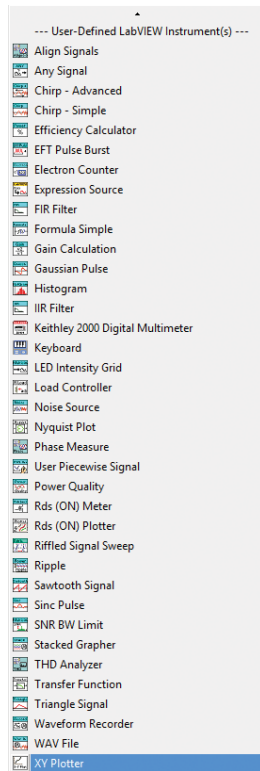 --- User-Defined LabVIEW Instrument(s) ---
Align Signals
Any Signal
Chirp - Advanced
Chirp - Simple
Efficiency Calculator
EFT Pulse Burst
Electron Counter
Expression Source
FIR Filter
Formula Simple
Gain Calculation
Gaussian Pulse
Histogram
IIR Filter
Keithley 2000 Digital Multimeter
Keyboard
LED Intensity Grid
Load Controller
Noise Source
Nyquist Plot
Phase Measure
User Piecewise Signal
Power Quality
Rds (ON) Meter
Rds (ON) Plotter
Riffled Signal Sweep
Ripple
Sawtooth Signal
Sinc Pulse
SNR BW Limit
Stacked Grapher
THD Analyzer
Transfer Function
Triangle Signal
Waveform Recorder
WAV File
XY Plotter